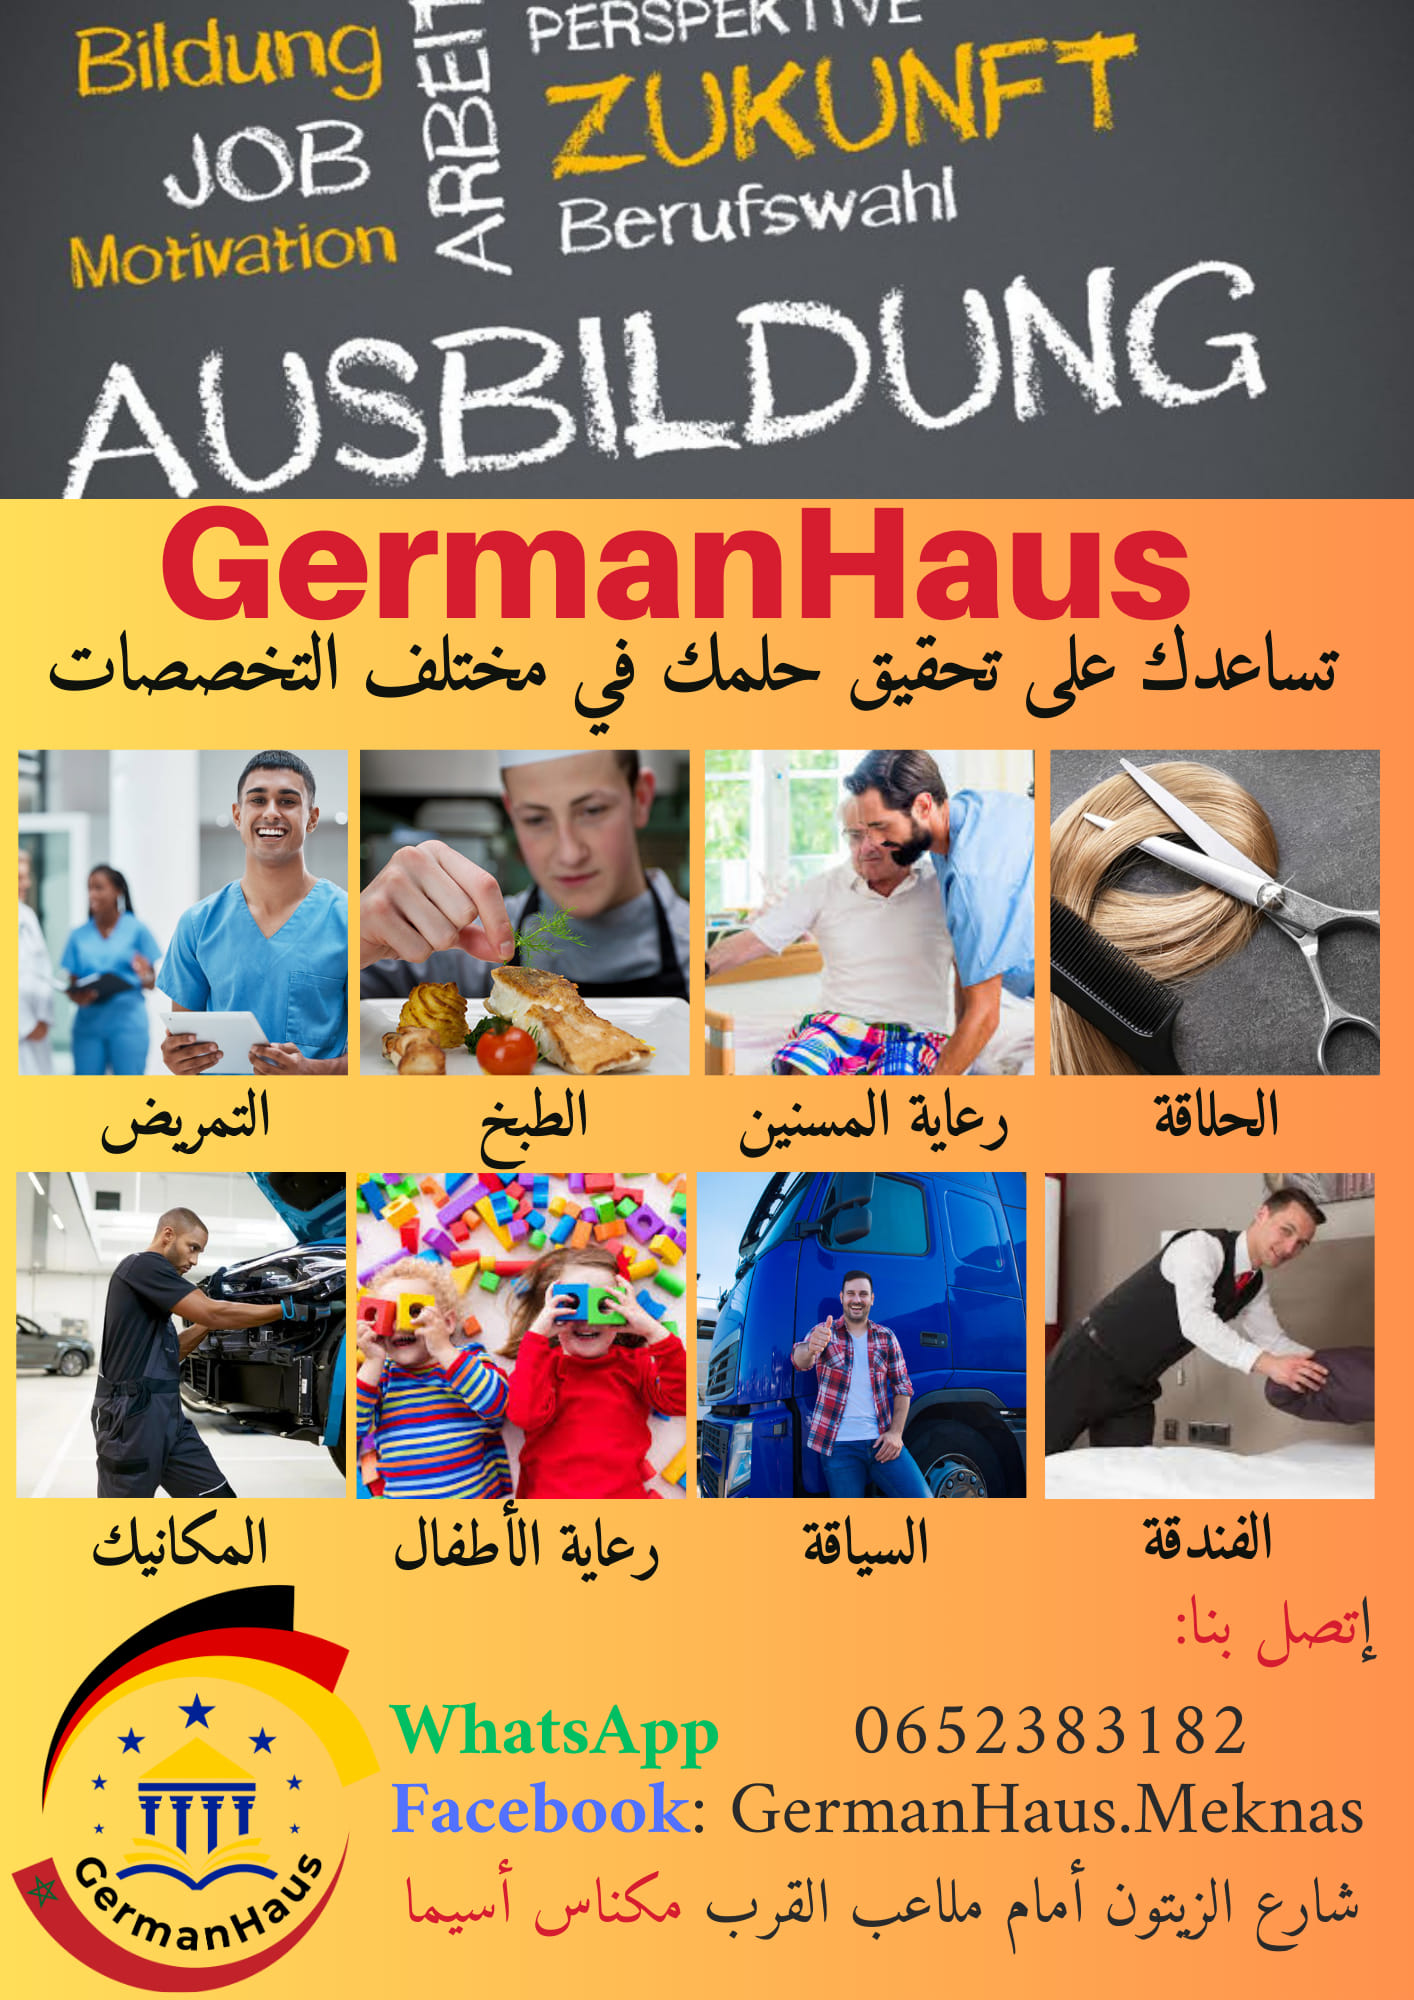 Bildung
JOB
Motivation
ARBEIT
PERSPEKTIVE
ZUKUNFT
Berufswahl
AUSBILDUNG
GermanHaus
تساعدك على تحقيق حلمك في مختلف التخصصات
الحلاقة
رعاية المسنين
الطبخ
التمريض
الفندقة
السياقة
رعاية الأطفال
المكانيك
إتصل بنا:
WhatsApp 0652383182
Facebook: GermanHaus.Meknas
شارع الزيتون أمام ملاعب القرب مكناس أسيما
GermanHaus